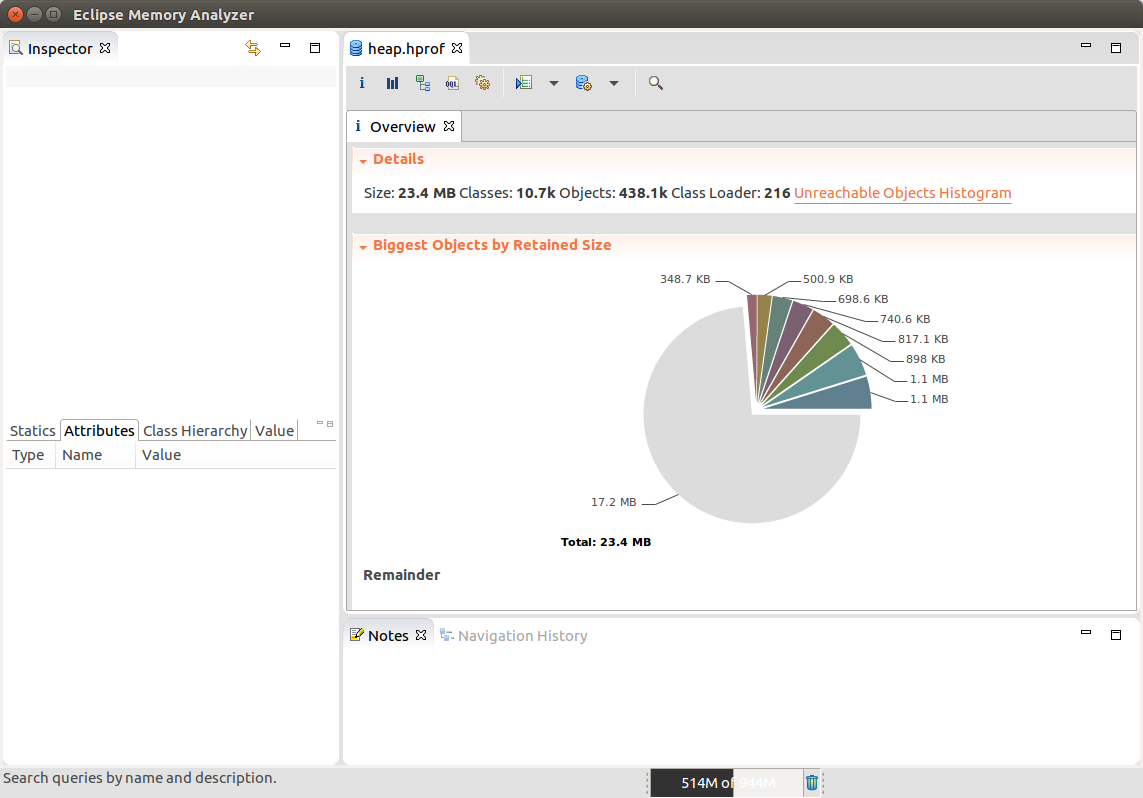 Eclipse Memory Analyzer
Inspector
Statics Attributes Class Hierarchy Value
Type Name Value
heap.hprof
i OQL
i Overview
Details
Size: 23.4 MB Classes: 10.7k Objects: 438.1k Class Loader: 216 Unreachable Objects Histogram
Biggest Objects by Retained Size
348.7 KB
500.9 KB
698.6 KB
740.6 KB
817.1 KB
898 KB
1.1 MB
1.1 MB
17.2 MB
Total: 23.4 MB
Remainder
Notes Navigation History
Search queries by name and description.
514M of 944M